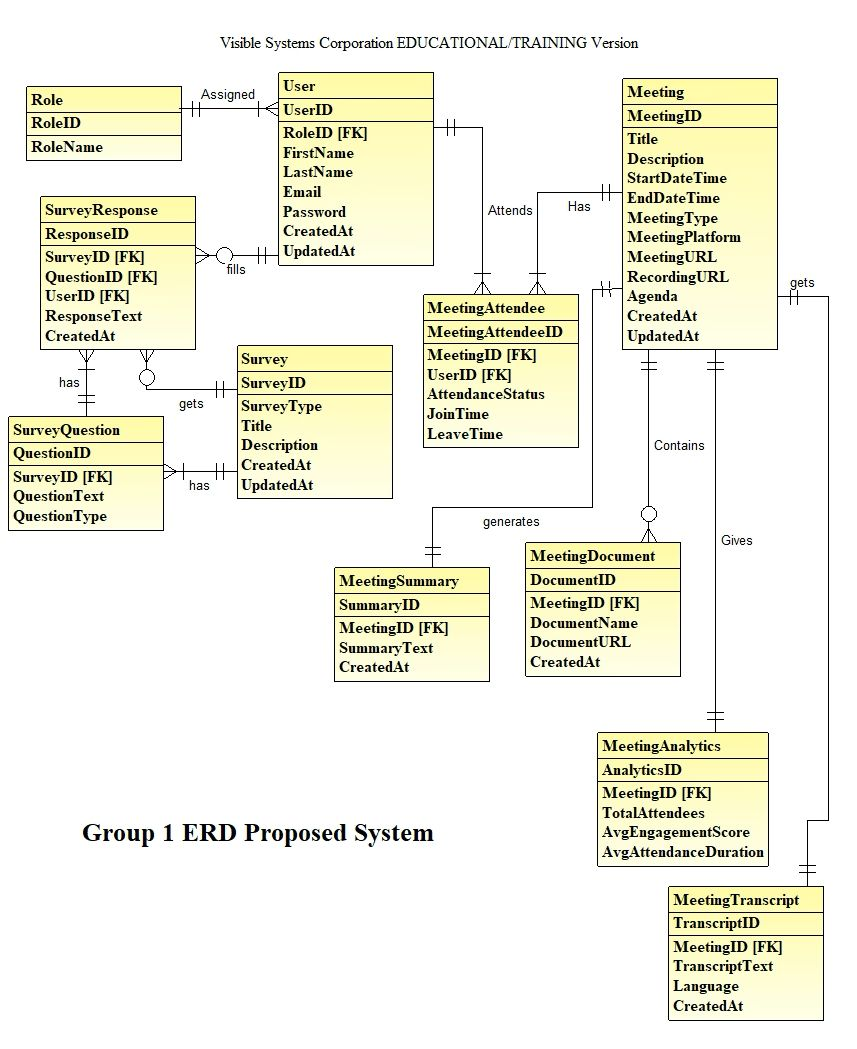 Visible Systems Corporation EDUCATIONAL/TRAINING Version
Role
RoleID
RoleName
Assigned
User
UserID
RoleID [FK]
FirstName
LastName
Email
Password
CreatedAt
UpdatedAt
Meeting
MeetingID
Title
Description
StartDateTime
EndDateTime
MeetingType
MeetingPlatform
MeetingURL
RecordingURL
Agenda
CreatedAt
UpdatedAt
SurveyResponse
ResponseID
SurveyID [FK]
QuestionID [FK]
UserID [FK]
ResponseText
CreatedAt
fills
Attends
Has
gets
MeetingAttendee
MeetingAttendeeID
MeetingID [FK]
UserID [FK]
AttendanceStatus
JoinTime
LeaveTime
has
gets
Survey
SurveyID
SurveyType
Title
Description
CreatedAt
UpdatedAt
SurveyQuestion
QuestionID
SurveyID [FK]
QuestionText
QuestionType
has
generates
Contains
Gives
MeetingSummary
SummaryID
MeetingID [FK]
SummaryText
CreatedAt
MeetingDocument
DocumentID
MeetingID [FK]
DocumentName
DocumentURL
CreatedAt
MeetingAnalytics
AnalyticsID
MeetingID [FK]
TotalAttendees
AvgEngagementScore
AvgAttendanceDuration
Group 1 ERD Proposed System
MeetingTranscript
TranscriptID
MeetingID [FK]
TranscriptText
Language
CreatedAt